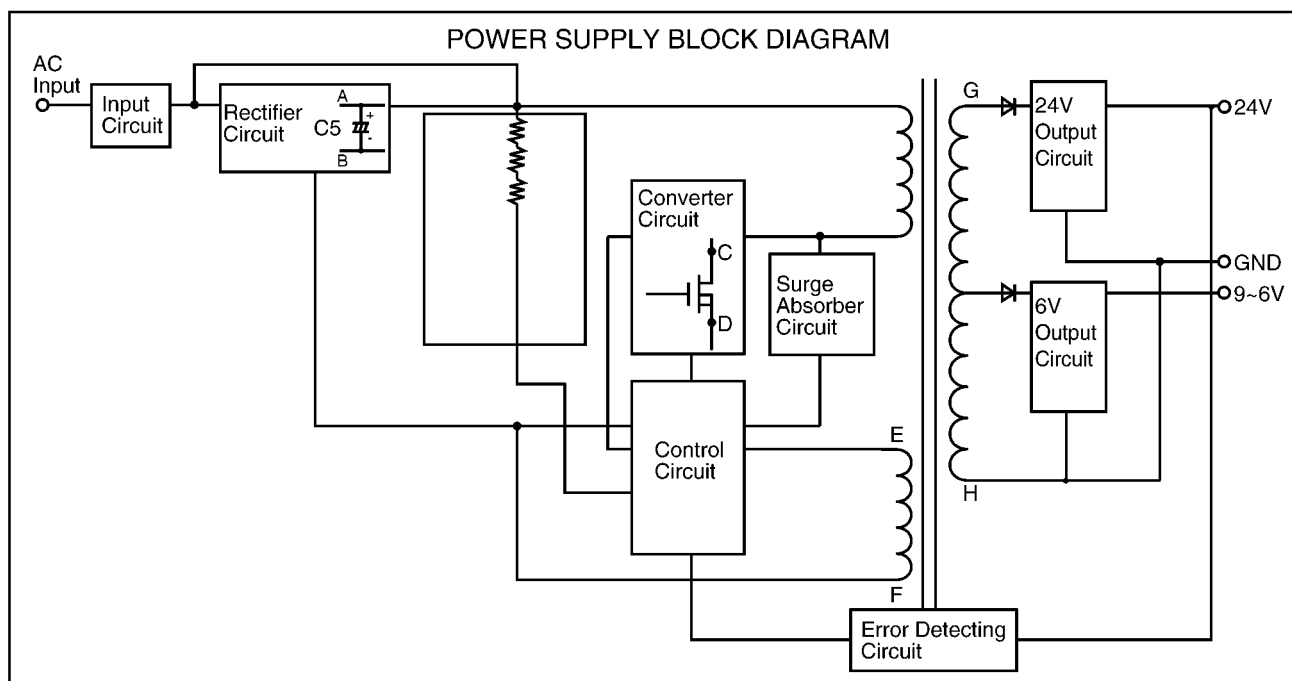 POWER SUPPLY BLOCK DIAGRAM
AC
Input
Input
Circuit
Rectifier
Circuit
A
C5
+
-
B
Converter
Circuit
C
D
Surge
Absorber
Circuit
Control
Circuit
E
F
G
H
24V
Output
Circuit
24V
GND
6V
Output
Circuit
9~6V
Error Detecting
Circuit